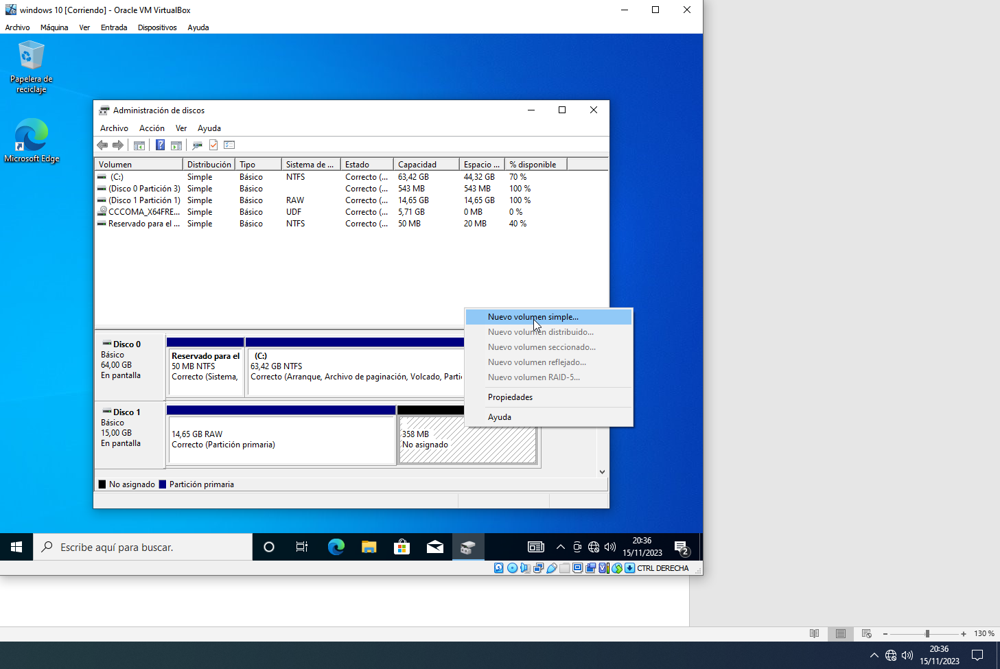 windows 10 [Corriendo] - Oracle VM VirtualBox
Archivo Máquina Ver Entrada Dispositivos Ayuda
Papelera de
reciclaje
Microsoft Edge
Administración de discos
Archivo Acción Ver Ayuda
Volumen Distribución Tipo Sistema de ... Estado Capacidad Espacio ... % disponible
(C:) Simple Básico NTFS Correcto (... 63,42 GB 44,32 GB 70 %
(Disco 0 Partición 3) Simple Básico Correcto (... 543 MB 543 MB 100 %
(Disco 1 Partición 1) Simple Básico RAW Correcto (... 14,65 GB 14,65 GB 100 %
CCCOMA_X64FRE... Simple Básico UDF Correcto (... 5,71 GB 0 MB 0 %
Reservado para el ... Simple Básico NTFS Correcto (... 50 MB 20 MB 40 %
Nuevo volumen simple...
Nuevo volumen distribuido...
Nuevo volumen seccionado...
Nuevo volumen reflejado...
Nuevo volumen RAID-5...
Propiedades
Ayuda
Disco 0
Básico
64,00 GB
En pantalla
Reservado para el
50 MB NTFS
Correcto (Sistema,
(C:)
63,42 GB NTFS
Correcto (Arranque, Archivo de paginación, Volcado, Parti
Disco 1
Básico
15,00 GB
En pantalla
14,65 GB RAW
Correcto (Partición primaria)
358 MB
No asignado
No asignado Partición primaria
Escribe aquí para buscar.
20:36
15/11/2023
2
CTRL DERECHA
130 %
20:36
15/11/2023